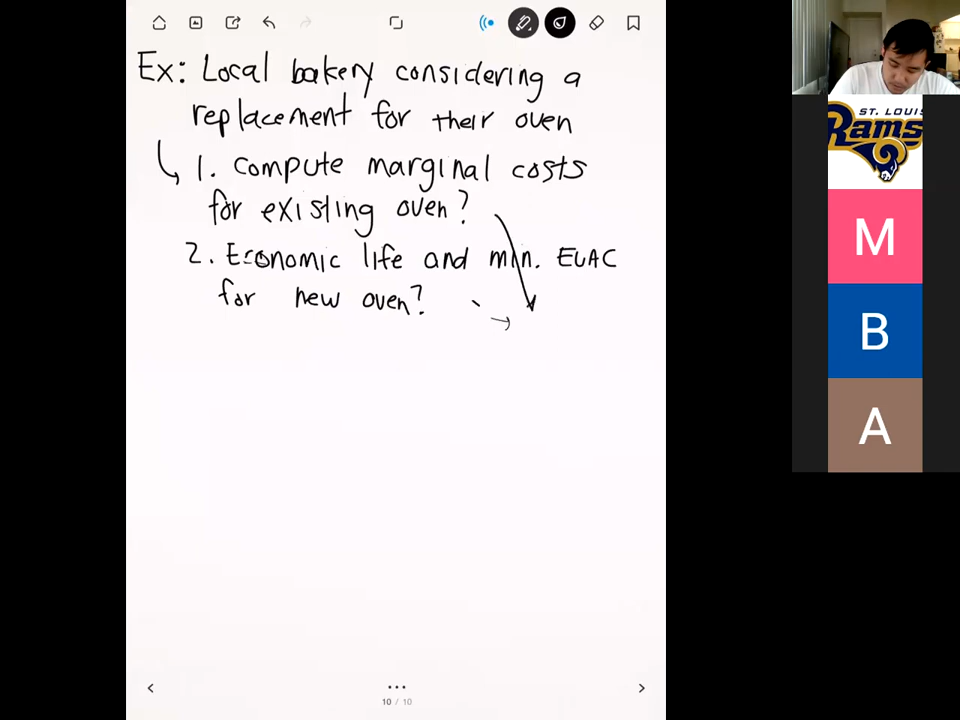 Ex: Local bakery considering a
replacement for their oven
1. Compute marginal costs
for existing oven?
2. Economic life and min. EUAC
for new oven?
10 / 10
ST. LOUIS
Rams
M
B
A